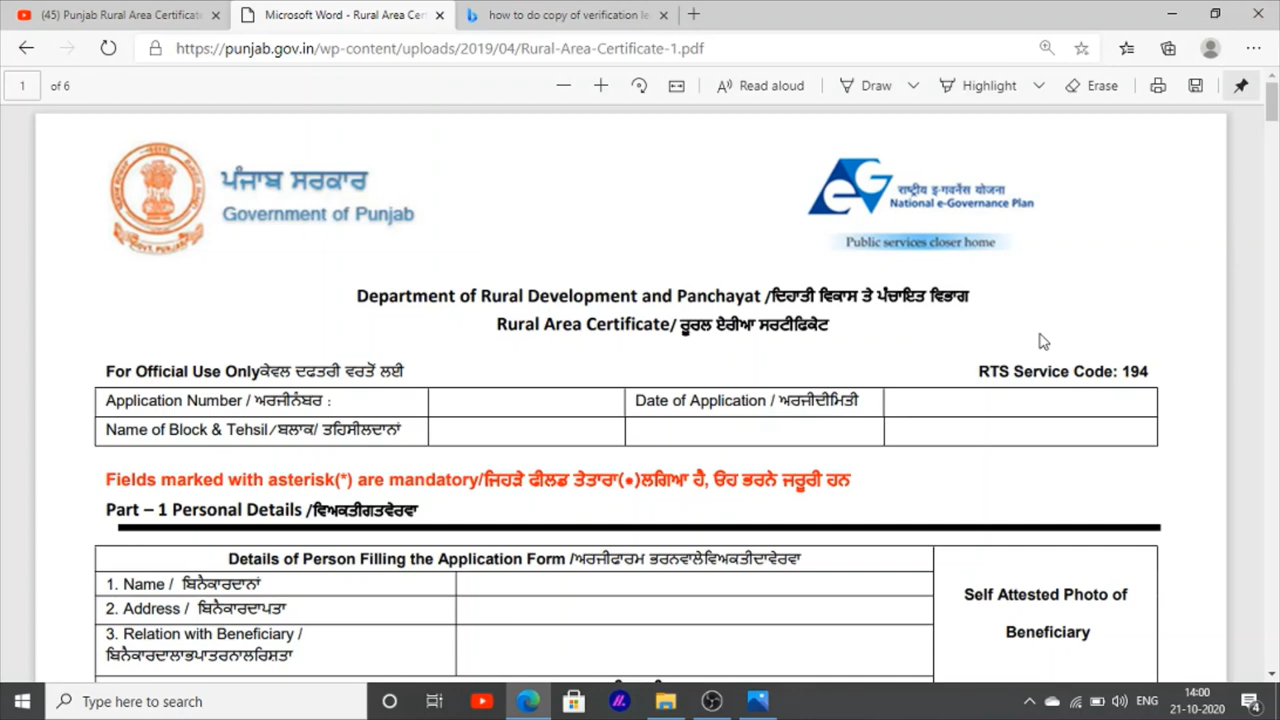 (45) Punjab Rural Area Certificate
Microsoft Word - Rural Area Cer
how to do copy of verification le
https://punjab.gov.in/wp-content/uploads/2019/04/Rural-Area-Certificate-1.pdf
1 of 6
Read aloud
Draw
Highlight
Erase
ਪੰਜਾਬ ਸਰਕਾਰ
Government of Punjab
GOVT. PUNJAB
eG
राष्ट्रीय इ-गवर्नेंस योजना
National e-Governance Plan
Public services closer home
Department of Rural Development and Panchayat /ਦਿਹਾਤੀ ਵਿਕਾਸ ਤੇ ਪੰਚਾਇਤ ਵਿਭਾਗ
Rural Area Certificate/ ਰੂਰਲ ਏਰੀਆ ਸਰਟੀਫਿਕੇਟ
For Official Use Onlyਕੇਵਲ ਦਫਤਰੀ ਵਰਤੋਂ ਲਈ
RTS Service Code: 194
Application Number / ਅਰਜੀਨੰਬਰ :
Date of Application / ਅਰਜੀਦੀਮਿਤੀ
Name of Block & Tehsil/ਬਲਾਕ/ ਤਹਿਸੀਲਦਾਨਾਂ
Fields marked with asterisk(*) are mandatory/ਜਿਹੜੇ ਫੀਲਡ ਤੇਤਾਰਾ(•)ਲਗਿਆ ਹੈ, ਓਹ ਭਰਨੇ ਜਰੂਰੀ ਹਨ
Part – 1 Personal Details /ਵਿਅਕਤੀਗਤਵੇਰਵਾ
Details of Person Filling the Application Form /ਅਰਜੀਫਾਰਮ ਭਰਨਵਾਲੇਵਿਅਕਤੀਦਾਵੇਰਵਾ
1. Name / ਬਿਨੈਕਾਰਦਾਨਾਂ
2. Address / ਬਿਨੈਕਾਰਦਾਪਤਾ
3. Relation with Beneficiary /
ਬਿਨੈਕਾਰਦਾਲਾਭਪਾਤਰਨਾਲਰਿਸ਼ਤਾ
Self Attested Photo of
Beneficiary
Type here to search
ENG
14:00
21-10-2020
4